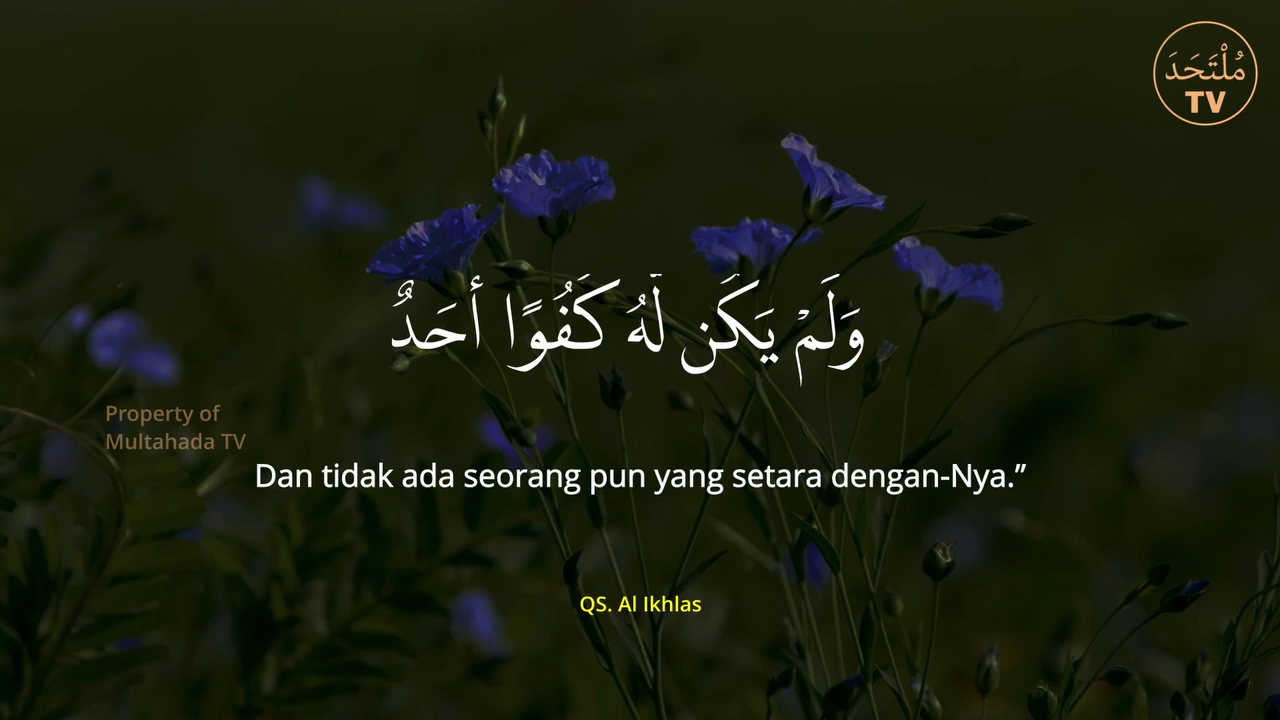 مُلْتَحَدَ
TV
وَلَمْ يَكَن لَّهُ كَفُوًا أَحَدٌ
Property of
Multahada TV
Dan tidak ada seorang pun yang setara dengan-Nya.”
QS. Al Ikhlas